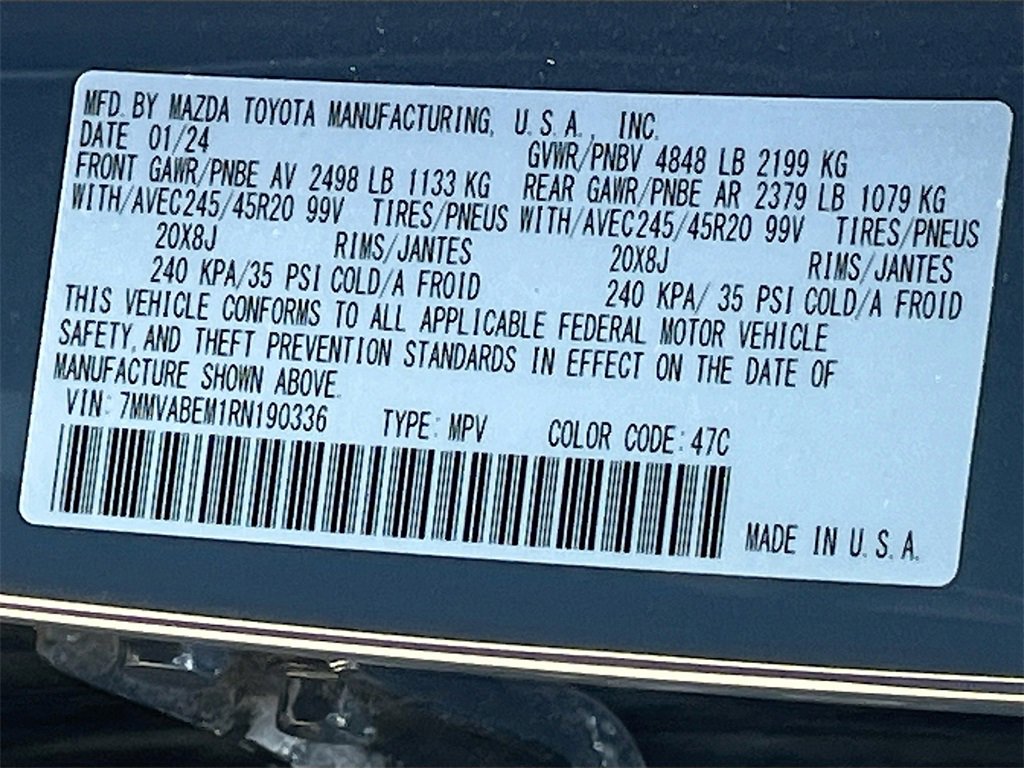 MFD. BY MAZDA TOYOTA MANUFACTURING, U.S.A., INC.
DATE 01/24 GVWR/PNBV 4848 LB 2199 KG
FRONT GAWR/PNBE AV 2498 LB 1133 KG REAR GAWR/PNBE AR 2379 LB 1079 KG
WITH/AVEC 245/45R20 99V TIRES/PNEUS WITH/AVEC 245/45R20 99V TIRES/PNEUS
20X8J RIMS/JANTES 20X8J RIMS/JANTES
240 KPA/35 PSI COLD/A FROID 240 KPA/ 35 PSI COLD/A FROID
THIS VEHICLE CONFORMS TO ALL APPLICABLE FEDERAL MOTOR VEHICLE
SAFETY, AND THEFT PREVENTION STANDARDS IN EFFECT ON THE DATE OF
MANUFACTURE SHOWN ABOVE.
VIN: 7MMVABEM1RN190336 TYPE: MPV COLOR CODE: 47C
MADE IN U.S.A.